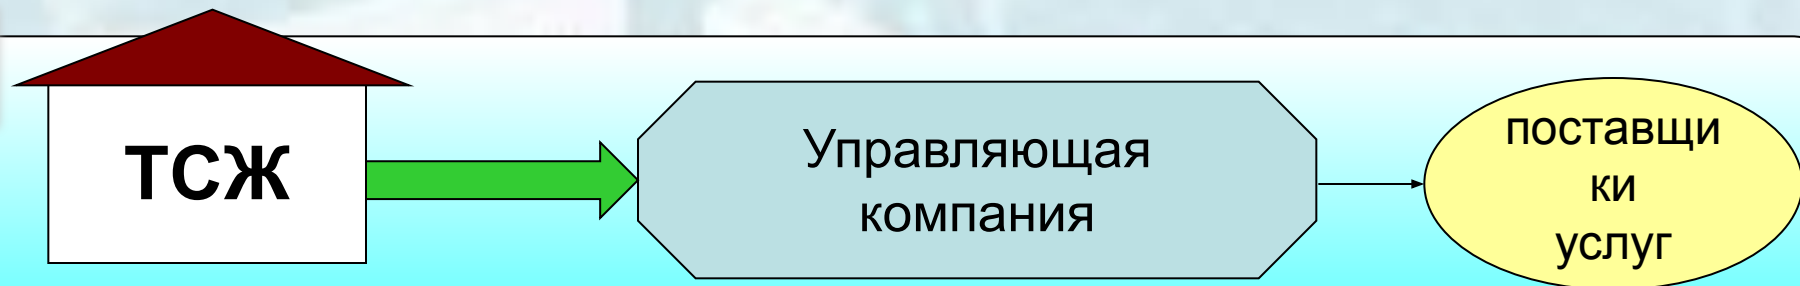 ТСЖ
Управляющая
компания
поставщи
ки
услуг